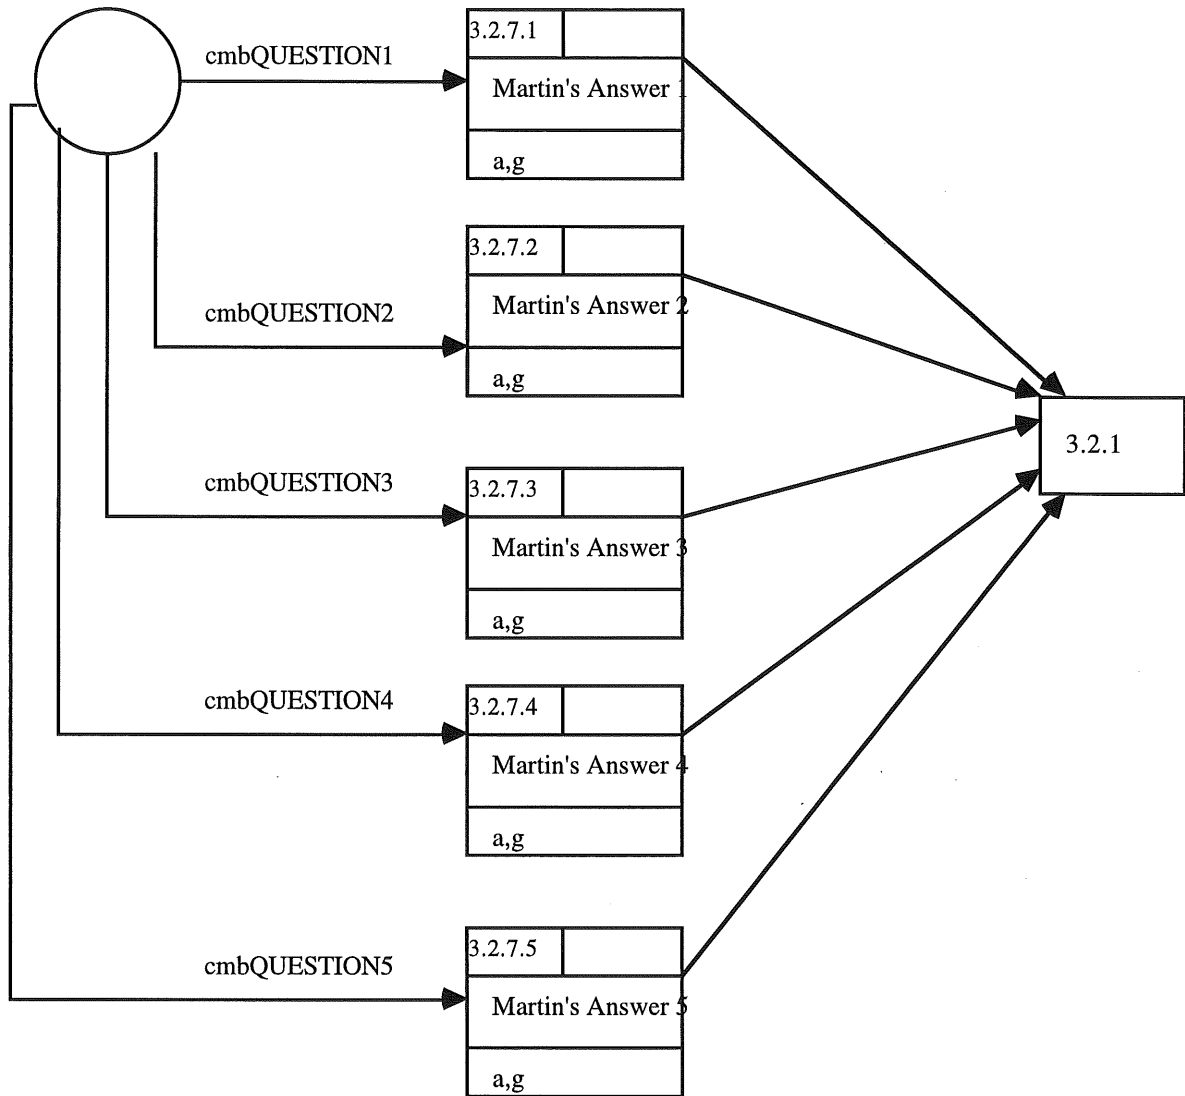 cmbQUESTION1
3.2.7.1
Martin's Answer 1
a,g
cmbQUESTION2
3.2.7.2
Martin's Answer 2
a,g
3.2.1
cmbQUESTION3
3.2.7.3
Martin's Answer 3
a,g
cmbQUESTION4
3.2.7.4
Martin's Answer 4
a,g
cmbQUESTION5
3.2.7.5
Martin's Answer 5
a,g